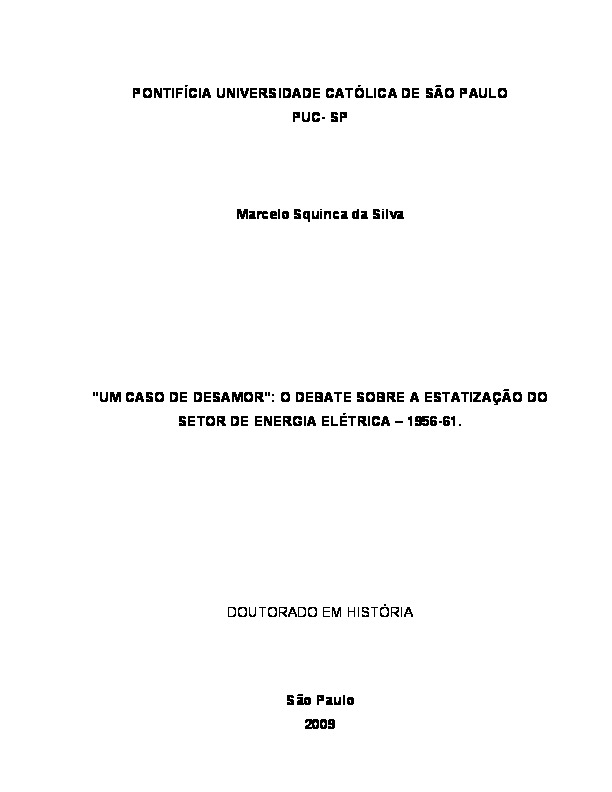 PONTIFÍCIA UNIVERSIDADE CATÓLICA DE SÃO PAULO
PUC- SP
Marcelo Squinca da Silva
"UM CASO DE DESAMOR": O DEBATE SOBRE A ESTATIZAÇÃO DO
SETOR DE ENERGIA ELÉTRICA – 1956-61.
DOUTORADO EM HISTÓRIA
São Paulo
2009